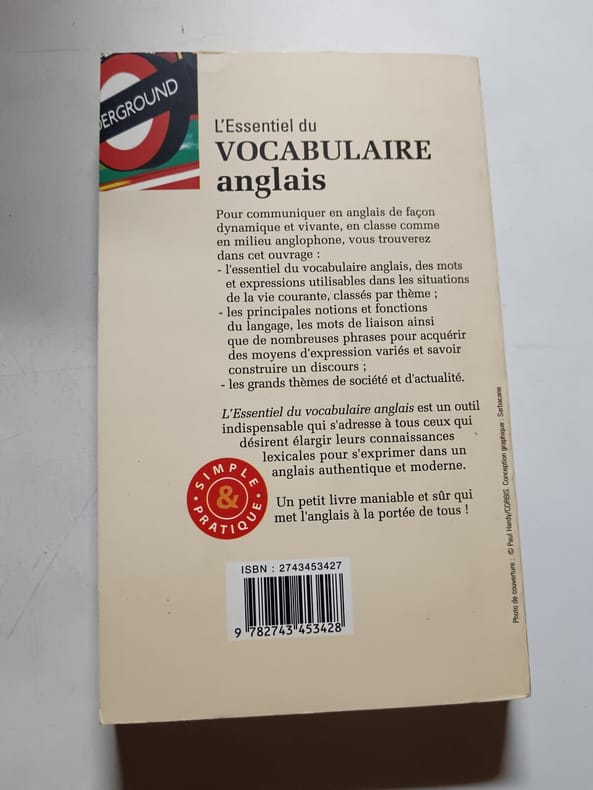 DERGROUND
L'Essentiel du
VOCABULAIRE
anglais
Pour communiquer en anglais de façon
dynamique et vivante, en classe comme
en milieu anglophone, vous trouverez
dans cet ouvrage :
- l'essentiel du vocabulaire anglais, des mots
et expressions utilisables dans les situations
de la vie courante, classés par thème ;
- les principales notions et fonctions
du langage, les mots de liaison ainsi
que de nombreuses phrases pour acquérir
des moyens d'expression variés et savoir
construire un discours ;
- les grands thèmes de société et d'actualité.
L'Essentiel du vocabulaire anglais est un outil
indispensable qui s'adresse à tous ceux qui
désirent élargir leurs connaissances
lexicales pour s'exprimer dans un
anglais authentique et moderne.
Un petit livre maniable et sûr qui
met l'anglais à la portée de tous !
SIMPLE
&
PRATIQUE
ISBN : 2743453427
9 782743 453428
Photo de couverture : © Paul Hardy/CORBIS. Conception graphique : Sarbacane